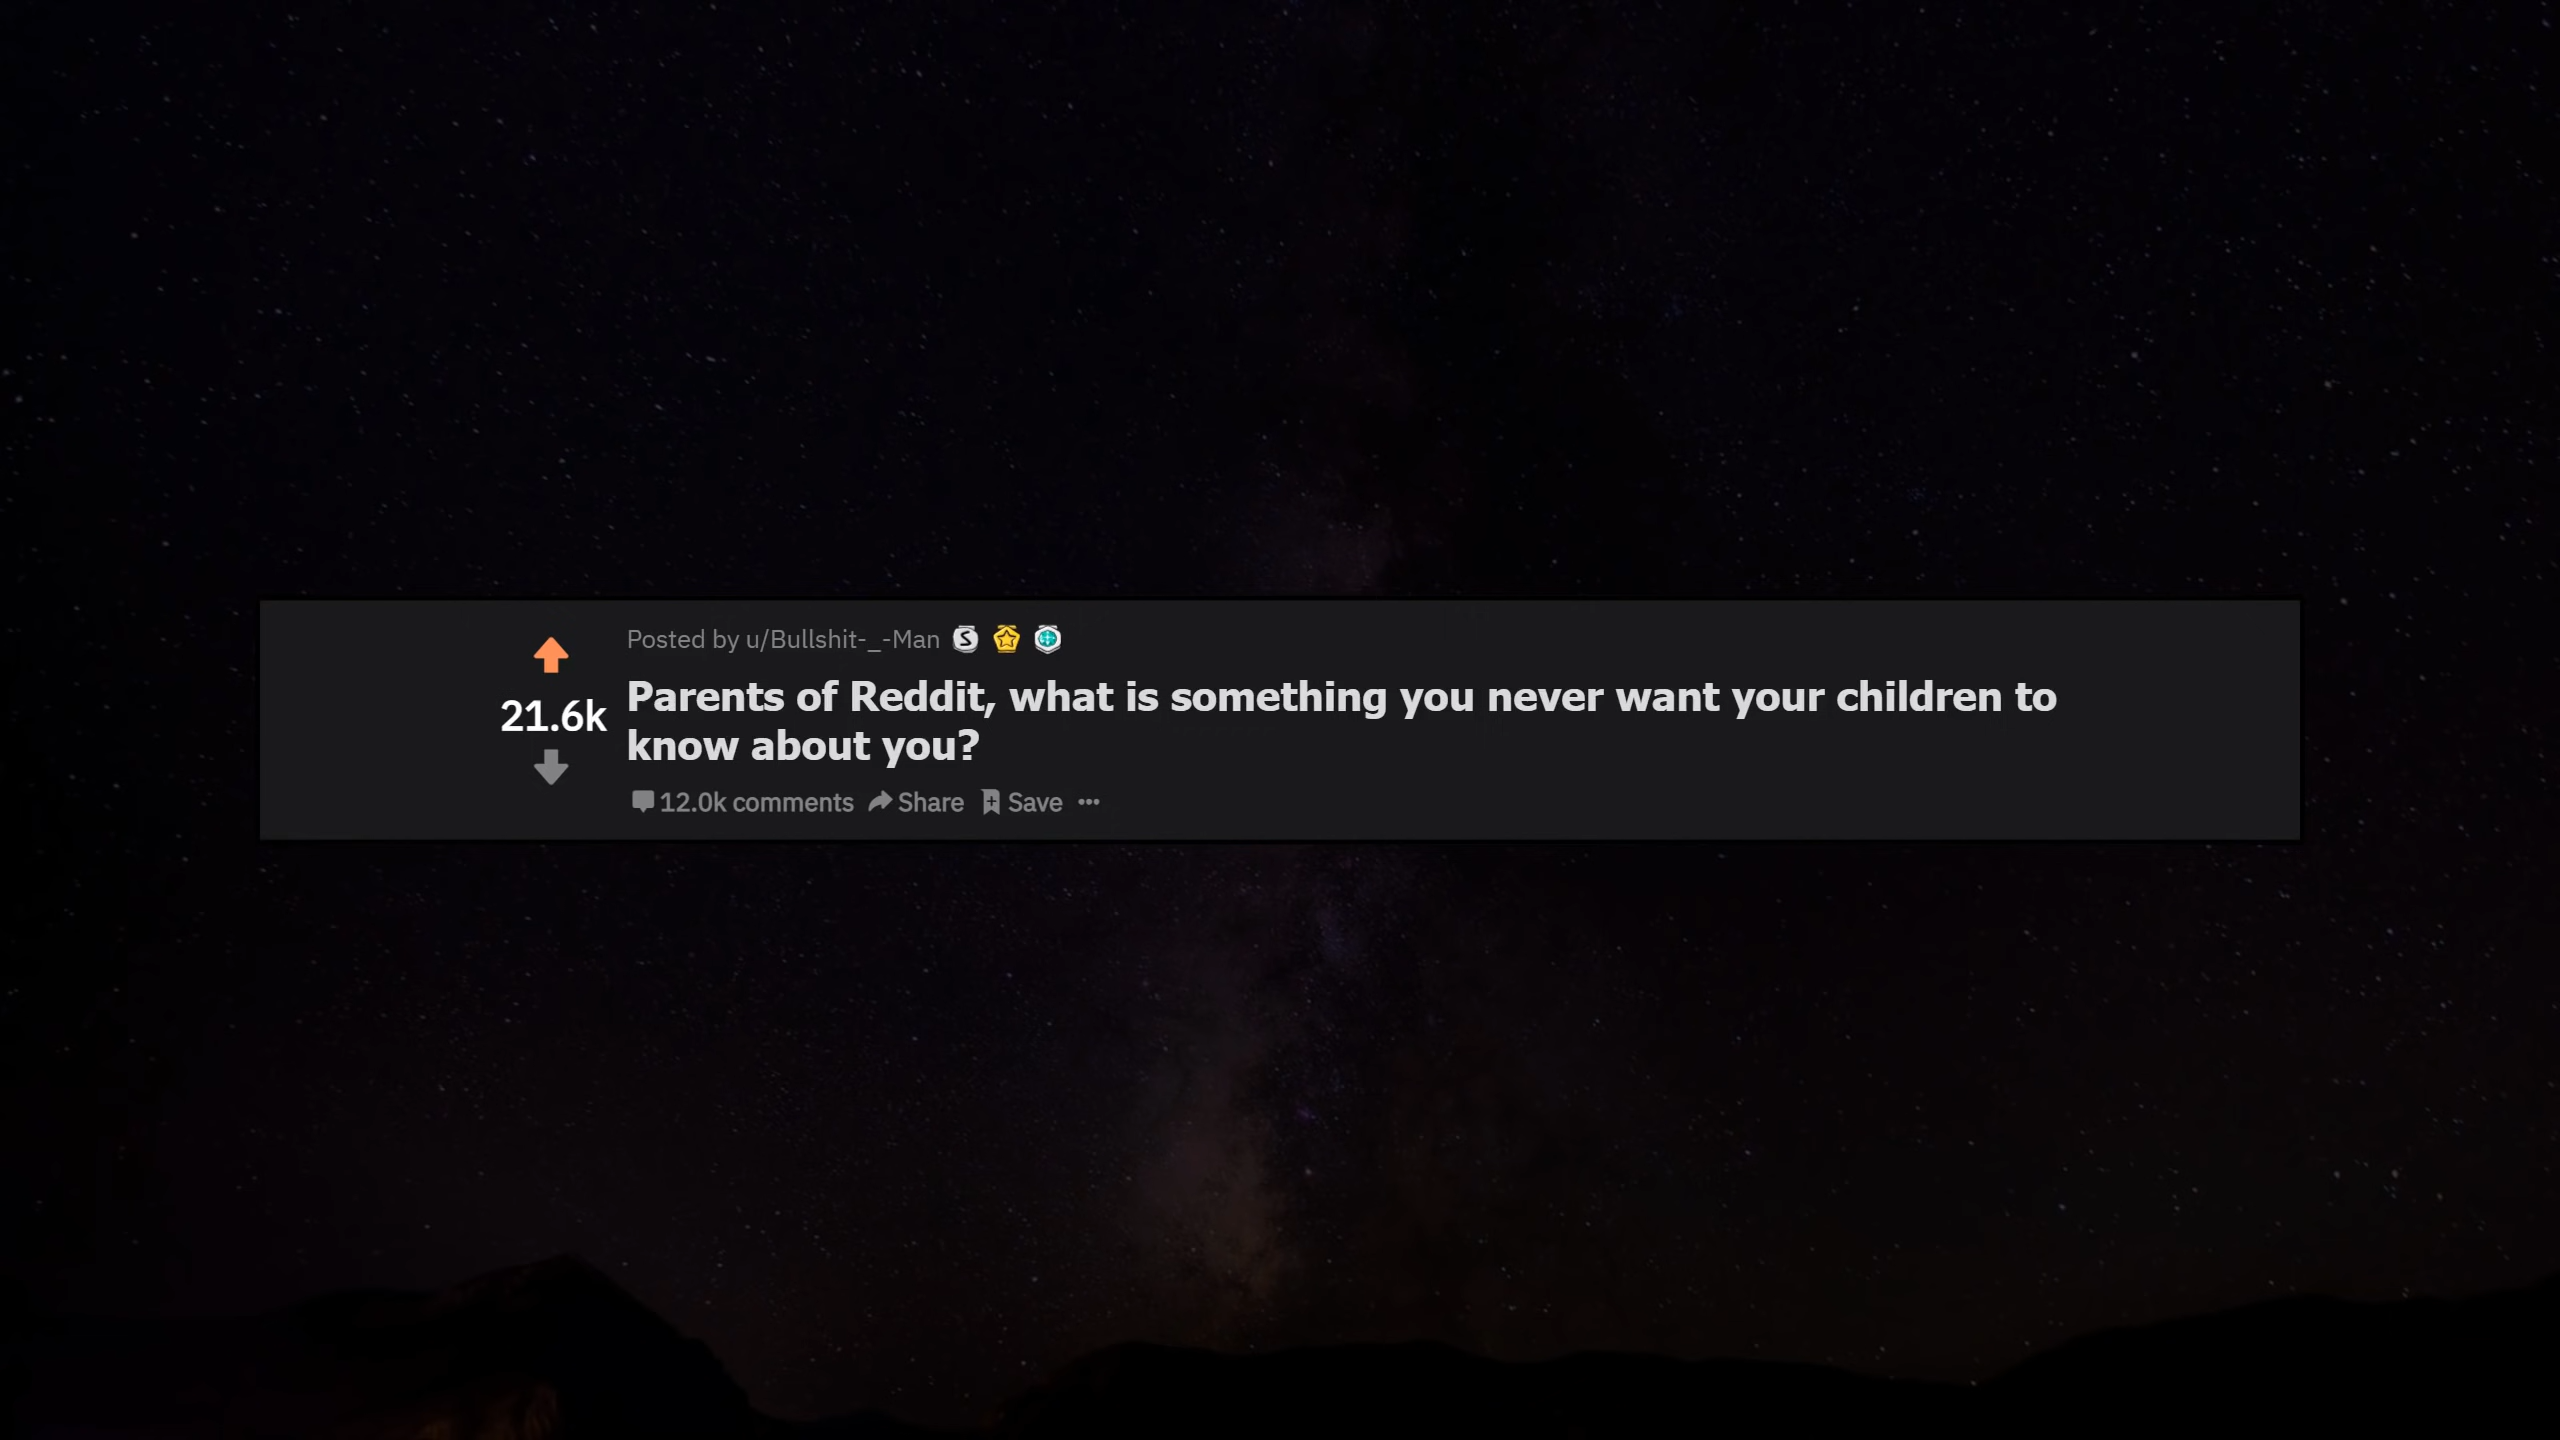 Posted by u/Bullshit-_-Man
Parents of Reddit, what is something you never want your children to
21.6k
know about you?
12.0k comments Share Save